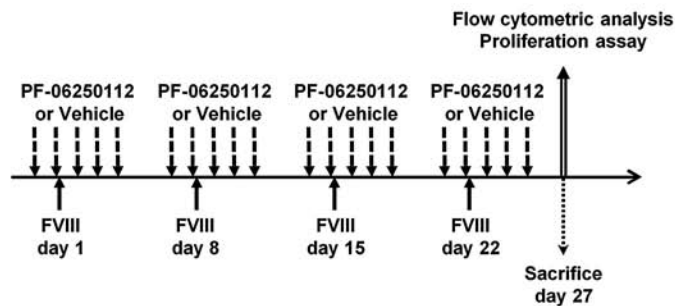 Flow cytometric analysis
Proliferation assay
PF-06250112
or Vehicle
PF-06250112
or Vehicle
PF-06250112
or Vehicle
PF-06250112
or Vehicle
FVIII
day 1
FVIII
day 8
FVIII
day 15
FVIII
day 22
Sacrifice
day 27